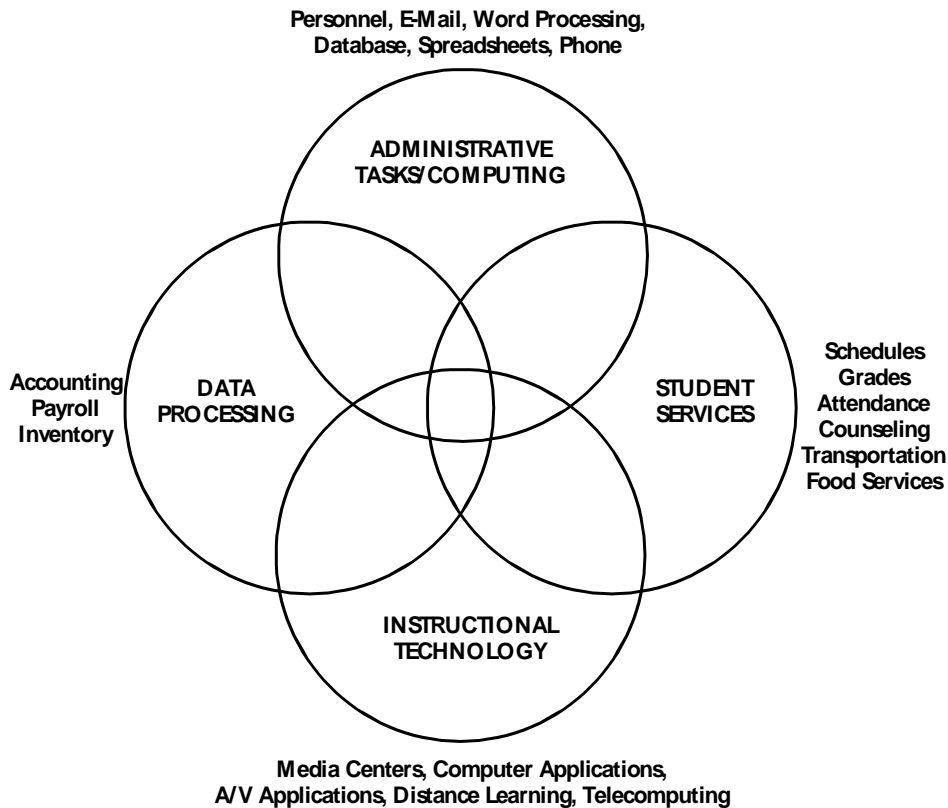 Personnel, E-Mail, Word Processing,
Database, Spreadsheets, Phone
ADMINISTRATIVE
TASKS/COMPUTING
Accounting
Payroll
Inventory
DATA
PROCESSING
STUDENT
SERVICES
Schedules
Grades
Attendance
Counseling
Transportation
Food Services
INSTRUCTIONAL
TECHNOLOGY
Media Centers, Computer Applications,
A/V Applications, Distance Learning, Telecomputing